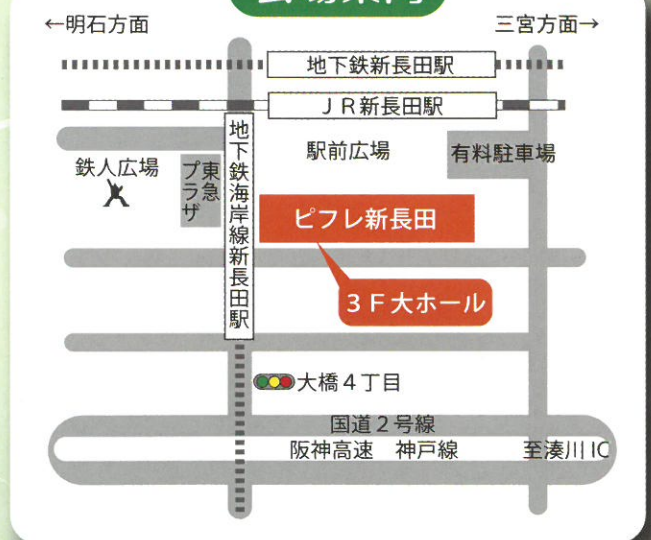 ←明石方面
三宮方面→
地下鉄新長田駅
JR新長田駅
地下鉄海岸線新長田駅
駅前広場
有料駐車場
鉄人広場
東急
プラザ
ピフレ新長田
3F大ホール
大橋4丁目
国道2号線
阪神高速 神戸線
至湊川IC